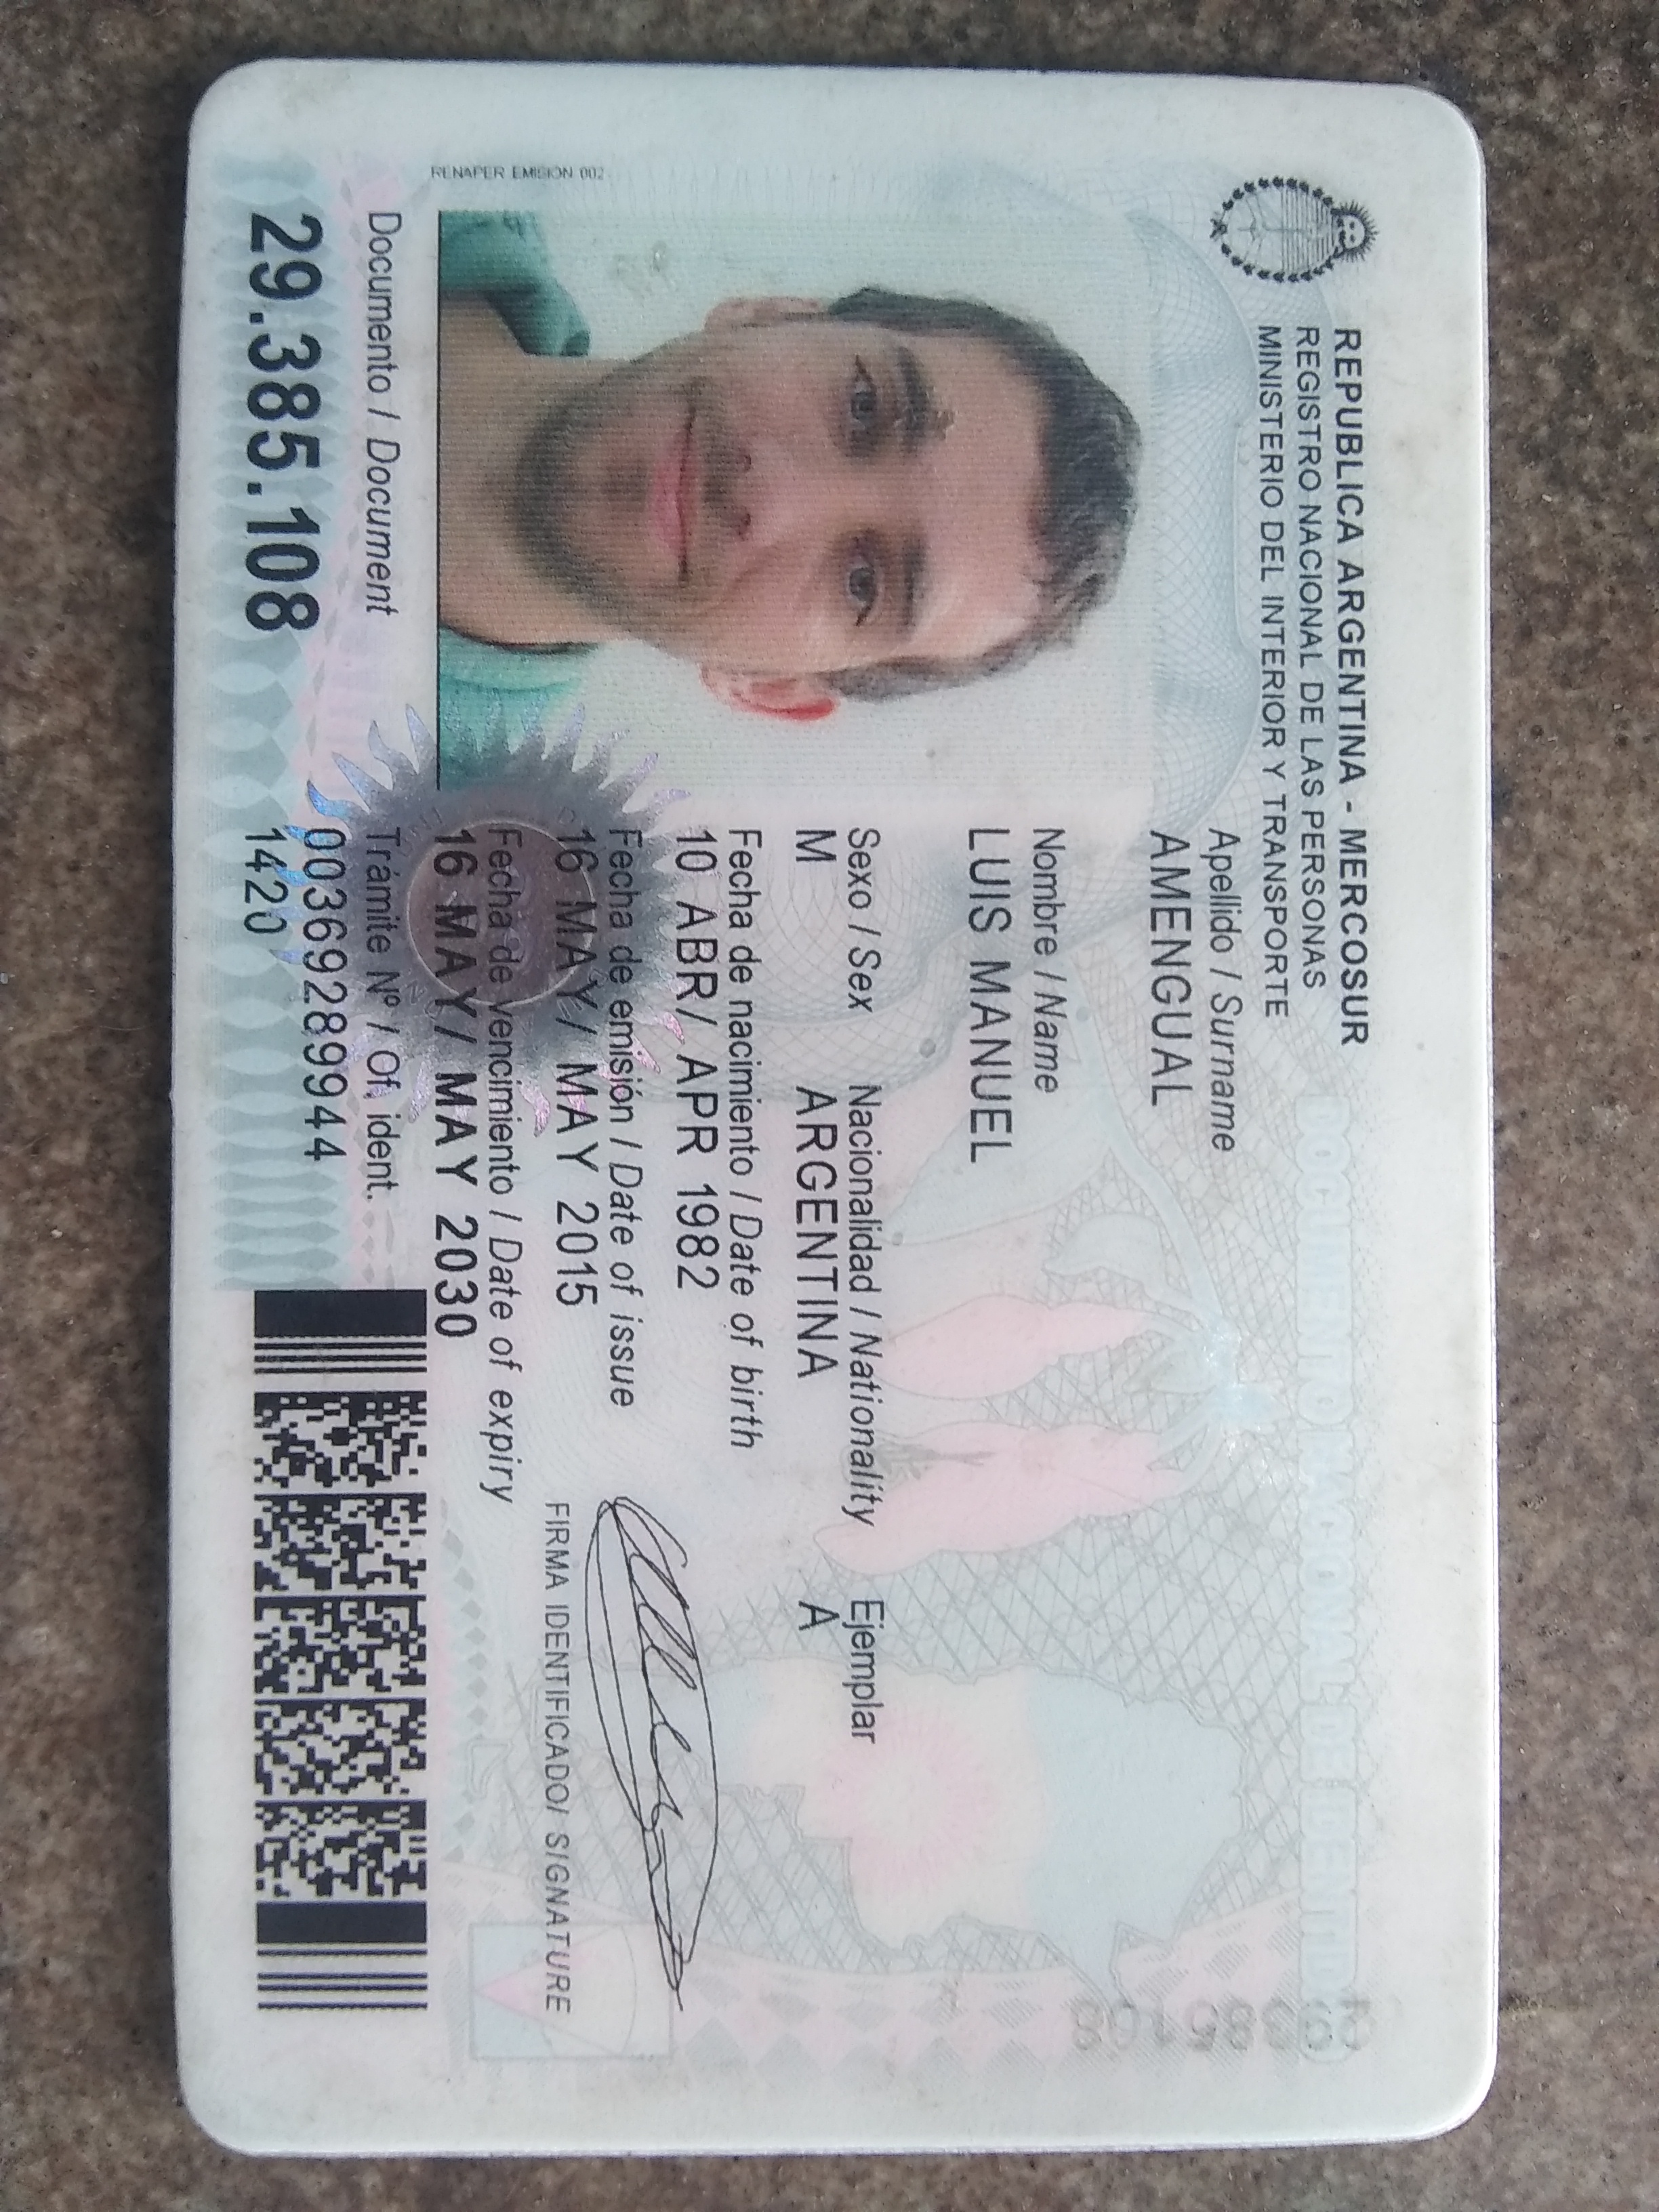 REPUBLICA ARGENTINA - MERCOSUR
REGISTRO NACIONAL DE LAS PERSONAS
MINISTERIO DEL INTERIOR Y TRANSPORTE
DOCUMENTO NACIONAL DE IDENTIDAD
RENAPER EMISION 002
Apellido / Surname
AMENGUAL
Nombre / Name
LUIS MANUEL
Sexo / Sex Nacionalidad / Nationality Ejemplar
M ARGENTINA A
Fecha de nacimiento / Date of birth
10 ABR/ APR 1982
Fecha de emisión / Date of issue
16 MAY/ MAY 2015
Fecha de vencimiento / Date of expiry
16 MAY/ MAY 2030
FIRMA IDENTIFICADO/ SIGNATURE
Documento / Document
29.385.108
Trámite Nº / Of. ident.
00369289944
1420
29385108